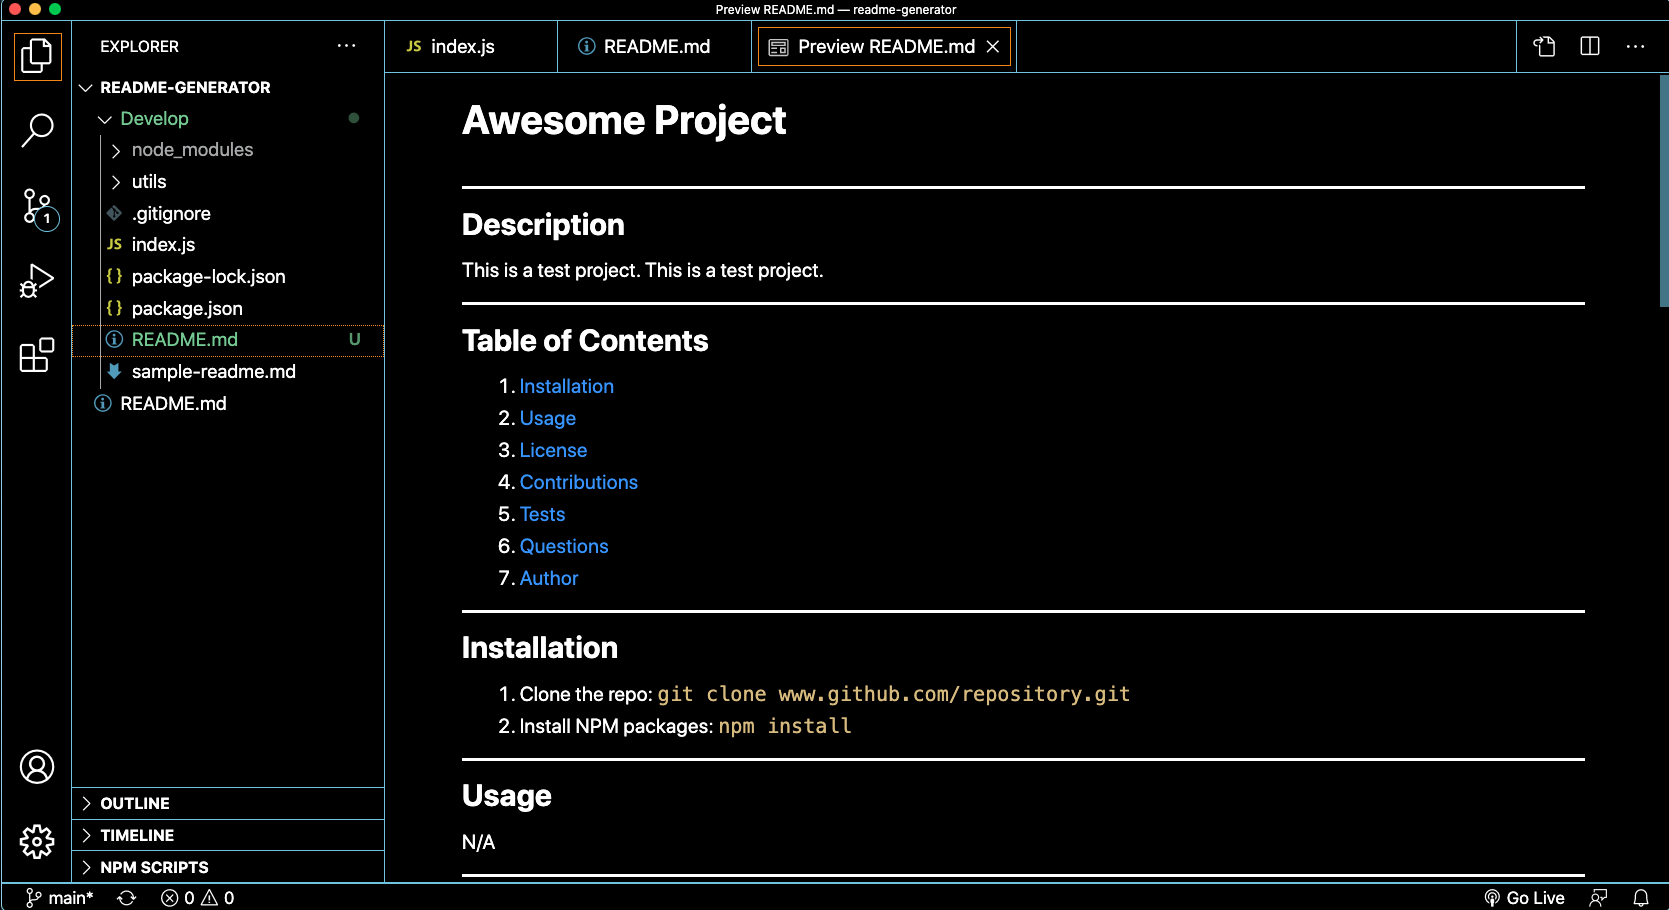 Preview README.md — readme-generator
EXPLORER
JS index.js
README.md
Preview README.md
README-GENERATOR
Develop
node_modules
utils
.gitignore
JS index.js
{} package-lock.json
{} package.json
README.md U
sample-readme.md
README.md
1
OUTLINE
TIMELINE
NPM SCRIPTS
Awesome Project
Description
This is a test project. This is a test project.
Table of Contents
1. Installation
2. Usage
3. License
4. Contributions
5. Tests
6. Questions
7. Author
Installation
1. Clone the repo: git clone www.github.com/repository.git
2. Install NPM packages: npm install
Usage
N/A
main* 0 0 Go Live